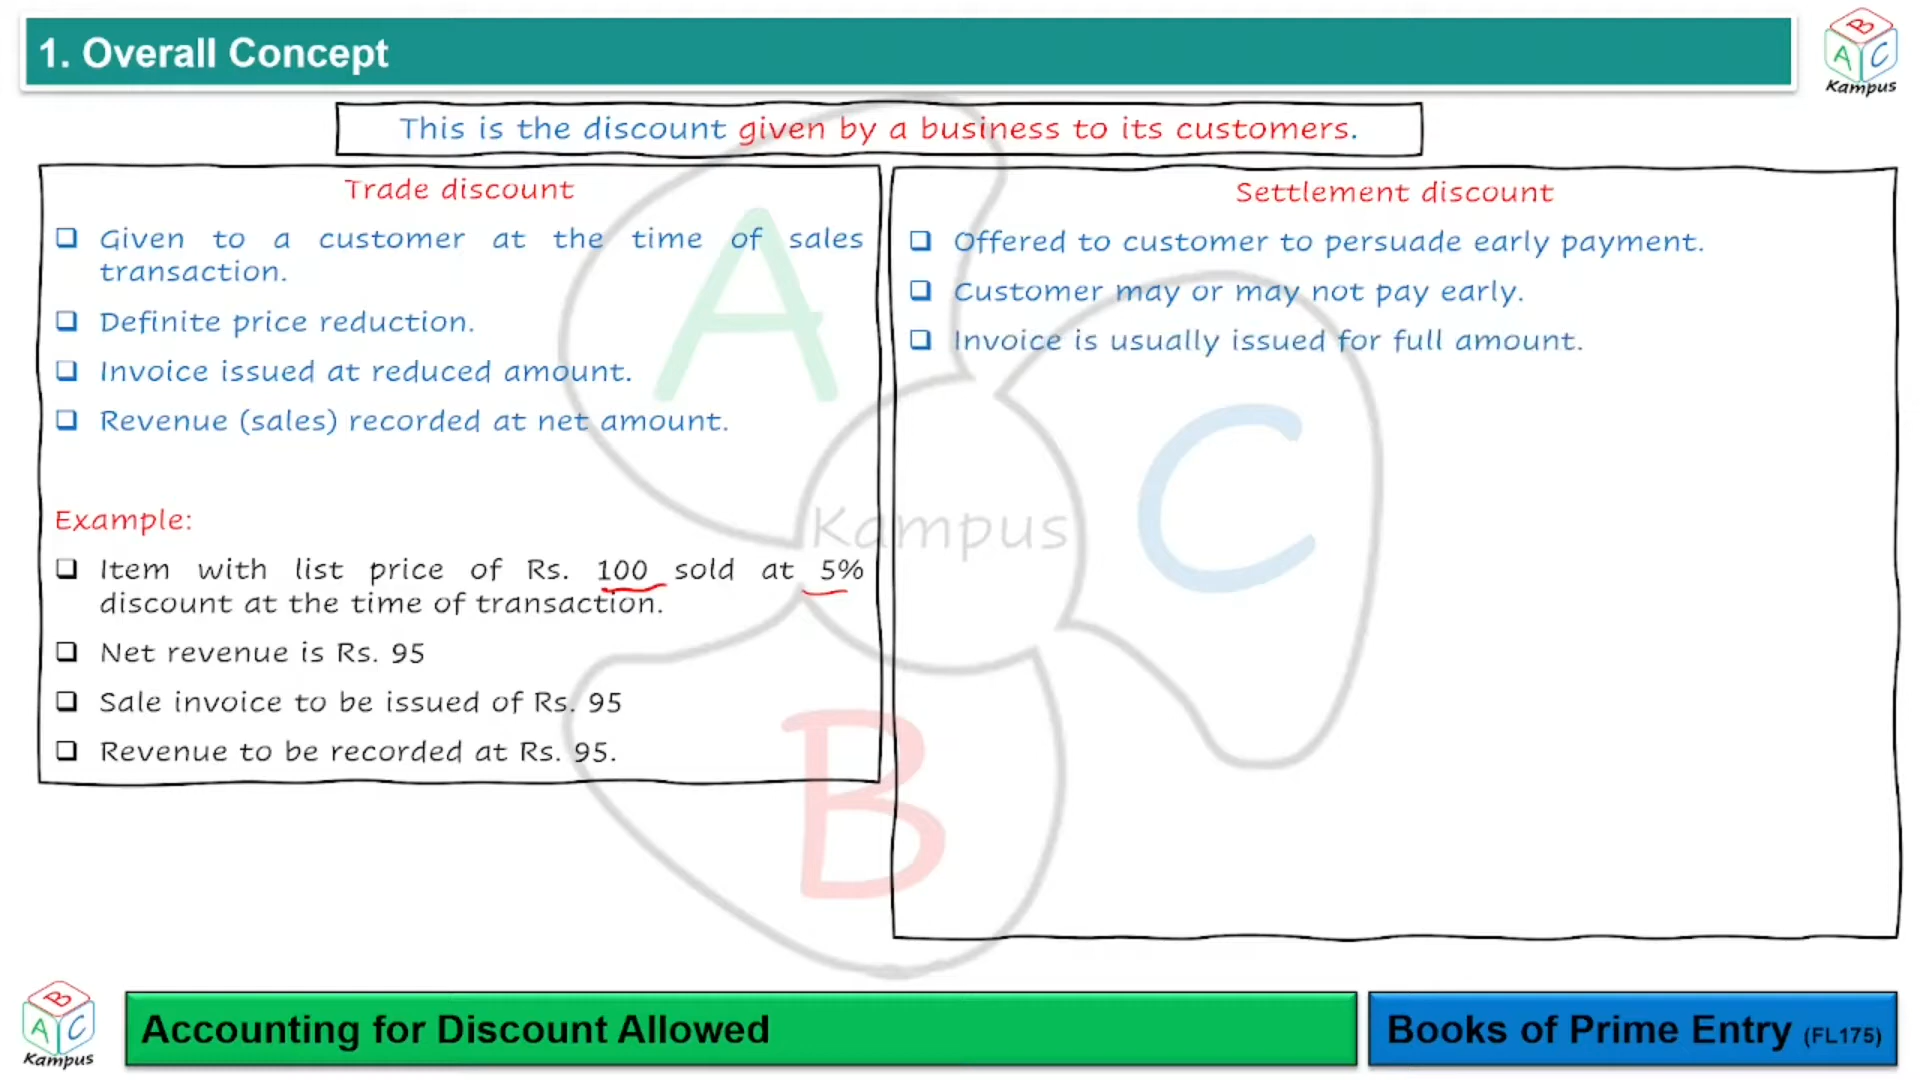 1. Overall Concept
B
A C
Kampus
This is the discount given by a business to its customers.
Trade discount
Given to a customer at the time of sales
transaction.
Definite price reduction.
Invoice issued at reduced amount.
Revenue (sales) recorded at net amount.
Example:
Item with list price of Rs. 100 sold at 5%
discount at the time of transaction.
Net revenue is Rs. 95
Sale invoice to be issued of Rs. 95
Revenue to be recorded at Rs. 95.
Settlement discount
Offered to customer to persuade early payment.
Customer may or may not pay early.
Invoice is usually issued for full amount.
A
C
Kampus
B
B
A C
Kampus
Accounting for Discount Allowed
Books of Prime Entry (FL175)